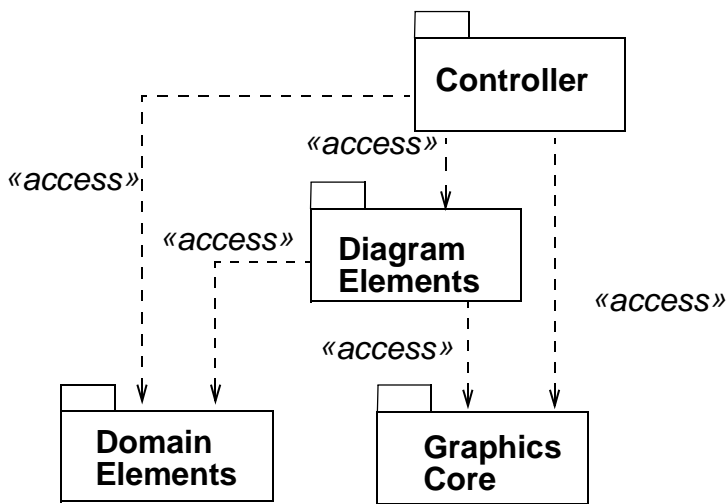 Controller
«access»
«access»
«access»
Diagram
Elements
«access»
«access»
Domain
Elements
Graphics
Core